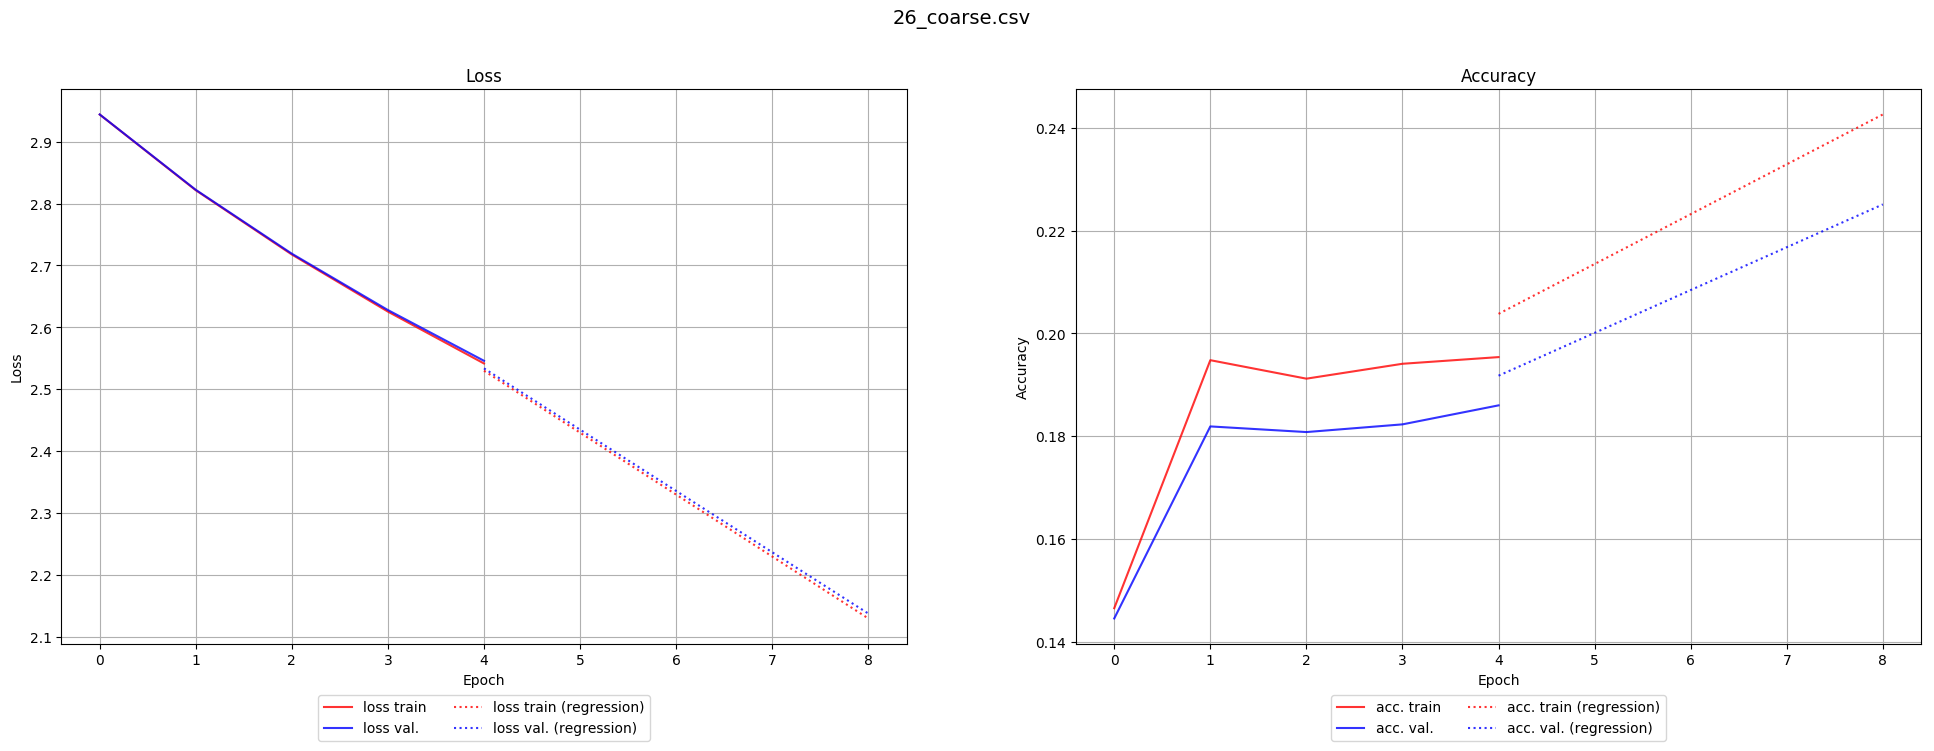 26_coarse.csv
Loss
Loss
2.9
2.8
2.7
2.6
2.5
2.4
2.3
2.2
2.1
0 1 2 3 4 5 6 7 8
Epoch
loss train
loss val.
loss train (regression)
loss val. (regression)
Accuracy
Accuracy
0.24
0.22
0.20
0.18
0.16
0.14
0 1 2 3 4 5 6 7 8
Epoch
acc. train
acc. val.
acc. train (regression)
acc. val. (regression)